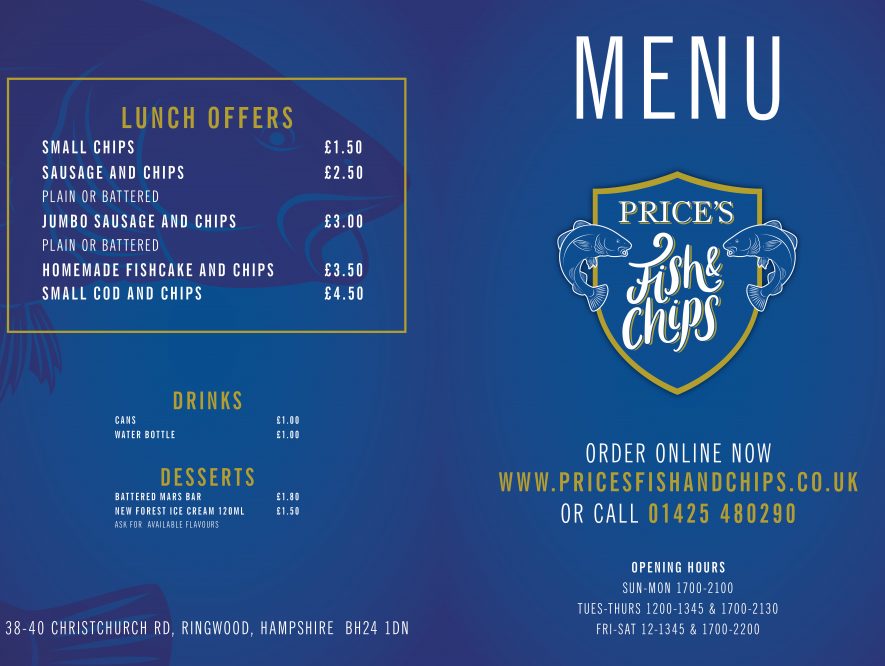 LUNCH OFFERS
SMALL CHIPS £1.50
SAUSAGE AND CHIPS £2.50
PLAIN OR BATTERED
JUMBO SAUSAGE AND CHIPS £3.00
PLAIN OR BATTERED
HOMEMADE FISHCAKE AND CHIPS £3.50
SMALL COD AND CHIPS £4.50
DRINKS
CANS £1.00
WATER BOTTLE £1.00
DESSERTS
BATTERED MARS BAR £1.80
NEW FOREST ICE CREAM 120ML £1.50
ASK FOR AVAILABLE FLAVOURS
38-40 CHRISTCHURCH RD, RINGWOOD, HAMPSHIRE BH24 1DN
MENU
PRICE'S
Fish &
Chips
ORDER ONLINE NOW
WWW.PRICESFISHANDCHIPS.CO.UK
OR CALL 01425 480290
OPENING HOURS
SUN-MON 1700-2100
TUES-THURS 1200-1345 & 1700-2130
FRI-SAT 12-1345 & 1700-2200